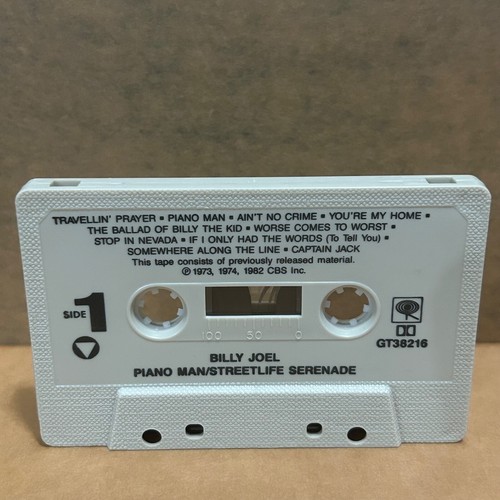 TRAVELLIN' PRAYER ▪ PIANO MAN ▪ AIN'T NO CRIME ▪ YOU'RE MY HOME ▪
THE BALLAD OF BILLY THE KID ▪ WORSE COMES TO WORST ▪
STOP IN NEVADA ▪ IF I ONLY HAD THE WORDS (To Tell You) ▪
SOMEWHERE ALONG THE LINE ▪ CAPTAIN JACK
This tape consists of previously released material.
℗ 1973, 1974, 1982 CBS Inc.
SIDE 1
100 50 0
GT38216
BILLY JOEL
PIANO MAN/STREETLIFE SERENADE